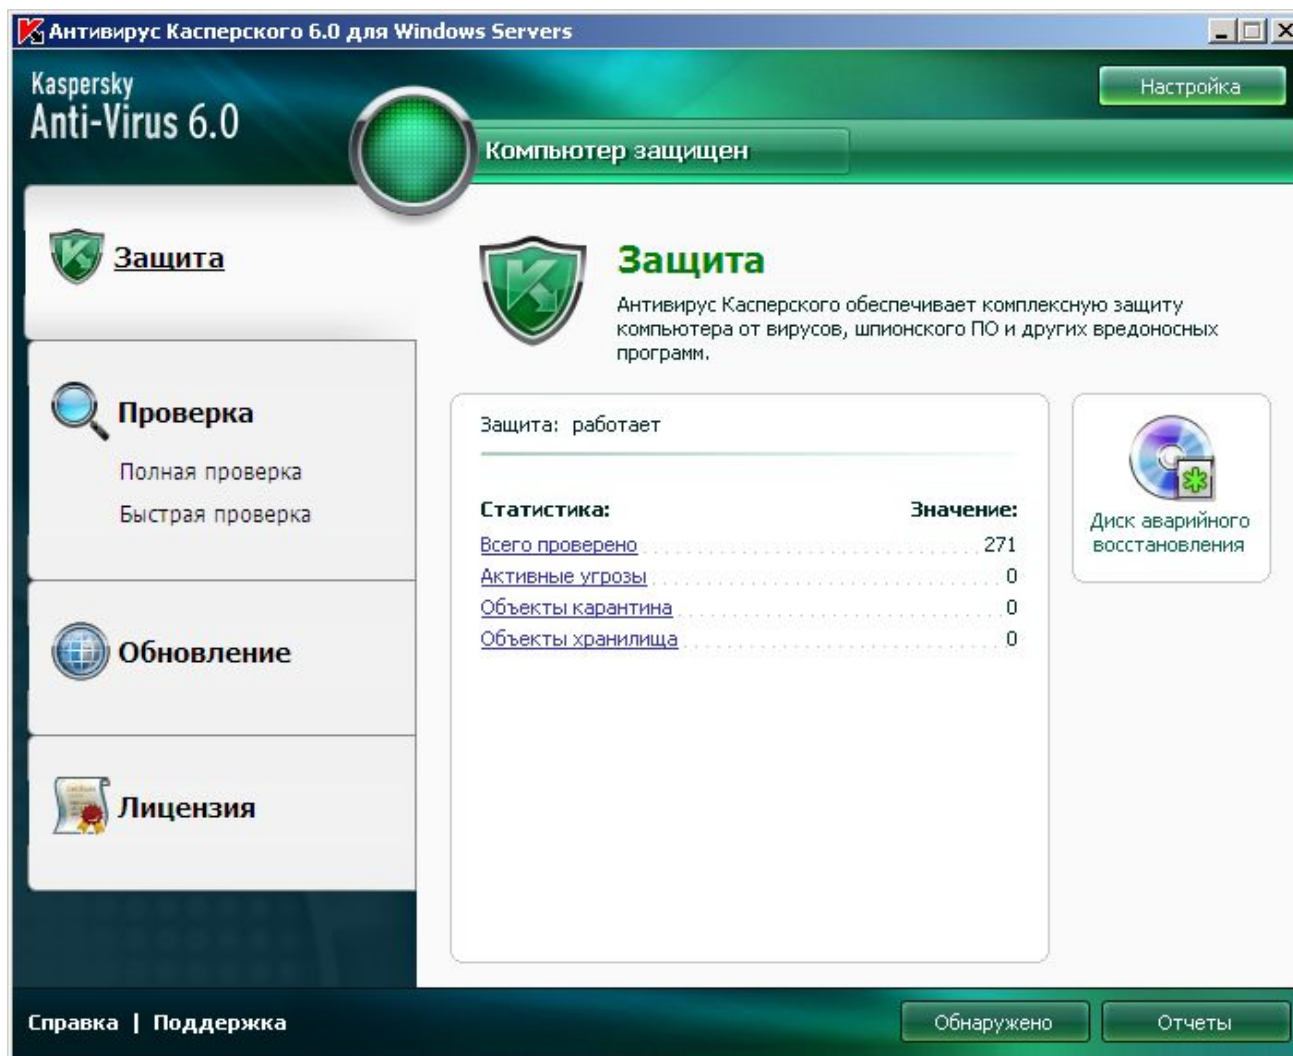 Антивирус Касперского 6.0 для Windows Servers
Kaspersky
Anti-Virus 6.0
Настройка
Компьютер защищен
Защита
Проверка
Полная проверка
Быстрая проверка
Обновление
Лицензия
Защита
Антивирус Касперского обеспечивает комплексную защиту
компьютера от вирусов, шпионского ПО и других вредоносных
программ.
Защита: работает
Статистика: Значение:
Всего проверено 271
Активные угрозы 0
Объекты карантина 0
Объекты хранилища 0
Диск аварийного
восстановления
Справка | Поддержка
Обнаружено
Отчеты